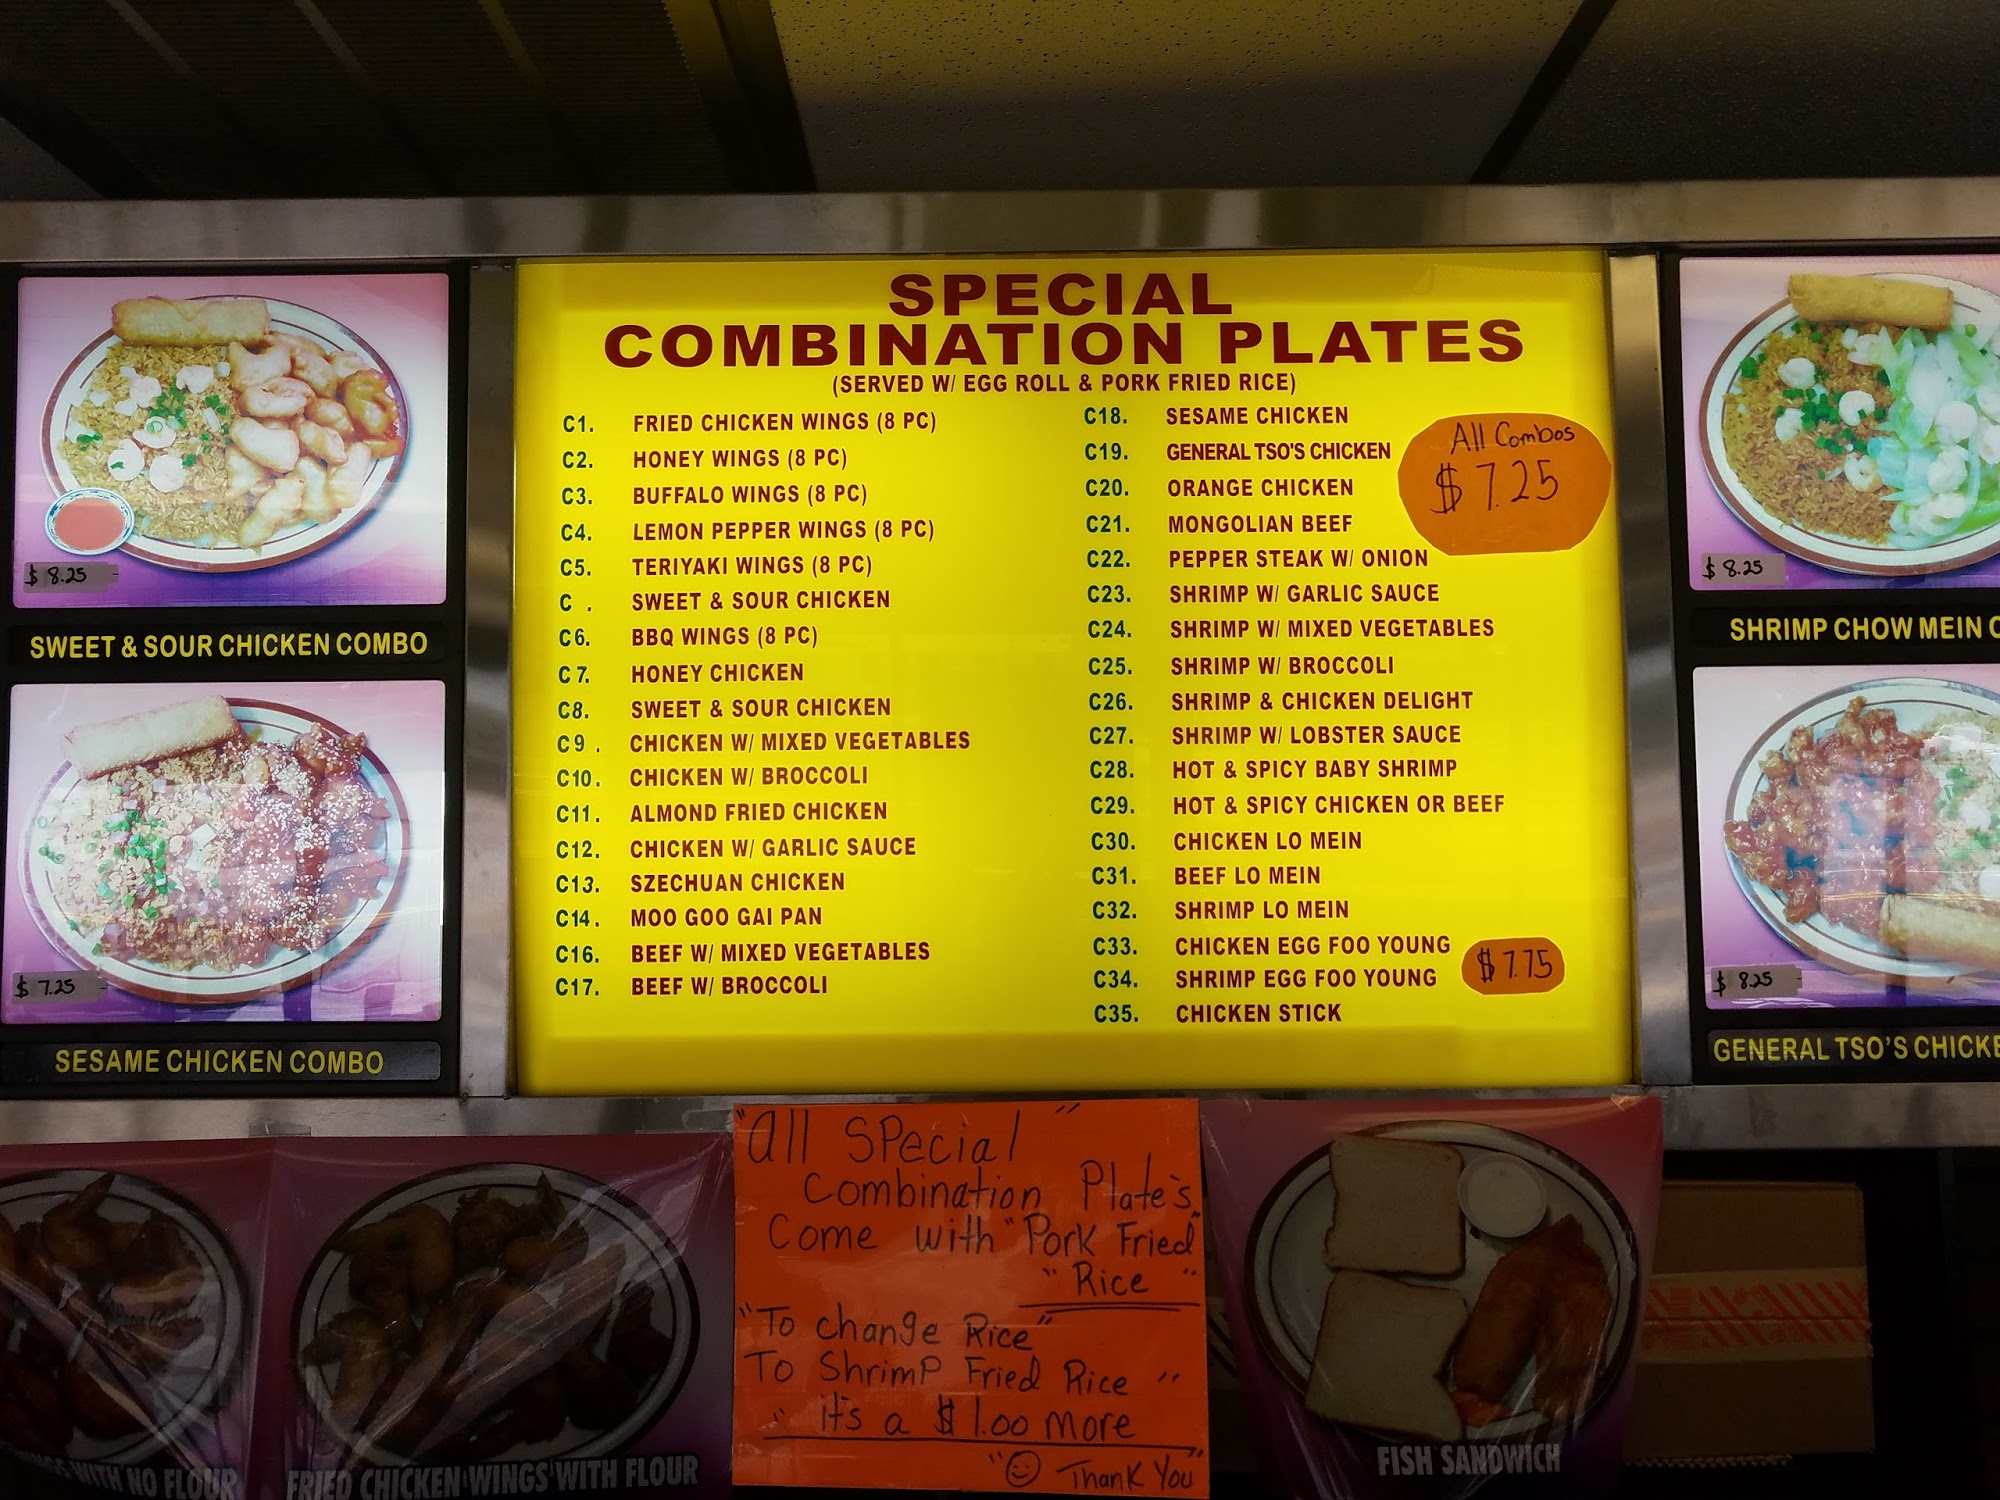 SPECIAL
COMBINATION PLATES
(SERVED W/ EGG ROLL & PORK FRIED RICE)
C1. FRIED CHICKEN WINGS (8 PC)
C2. HONEY WINGS (8 PC)
C3. BUFFALO WINGS (8 PC)
C4. LEMON PEPPER WINGS (8 PC)
C5. TERIYAKI WINGS (8 PC)
C . SWEET & SOUR CHICKEN
C6. BBQ WINGS (8 PC)
C7. HONEY CHICKEN
C8. SWEET & SOUR CHICKEN
C9 . CHICKEN W/ MIXED VEGETABLES
C10. CHICKEN W/ BROCCOLI
C11. ALMOND FRIED CHICKEN
C12. CHICKEN W/ GARLIC SAUCE
C13. SZECHUAN CHICKEN
C14. MOO GOO GAI PAN
C16. BEEF W/ MIXED VEGETABLES
C17. BEEF W/ BROCCOLI
C18. SESAME CHICKEN
C19. GENERAL TSO'S CHICKEN
C20. ORANGE CHICKEN
C21. MONGOLIAN BEEF
C22. PEPPER STEAK W/ ONION
C23. SHRIMP W/ GARLIC SAUCE
C24. SHRIMP W/ MIXED VEGETABLES
C25. SHRIMP W/ BROCCOLI
C26. SHRIMP & CHICKEN DELIGHT
C27. SHRIMP W/ LOBSTER SAUCE
C28. HOT & SPICY BABY SHRIMP
C29. HOT & SPICY CHICKEN OR BEEF
C30. CHICKEN LO MEIN
C31. BEEF LO MEIN
C32. SHRIMP LO MEIN
C33. CHICKEN EGG FOO YOUNG
C34. SHRIMP EGG FOO YOUNG
C35. CHICKEN STICK
All Combos
$7.25
$7.75
$ 8.25
SWEET & SOUR CHICKEN COMBO
$ 7.25
SESAME CHICKEN COMBO
$ 8.25
SHRIMP CHOW MEIN C
$ 8.25
GENERAL TSO'S CHICKE
"All Special"
Combination Plate's
Come with "Pork Fried"
"Rice"
"To change Rice"
To Shrimp Fried Rice "
" it's a $1.00 more
"☺ Thank You"
WITH NO FLOUR
FRIED CHICKEN WINGS WITH FLOUR
FISH SANDWICH